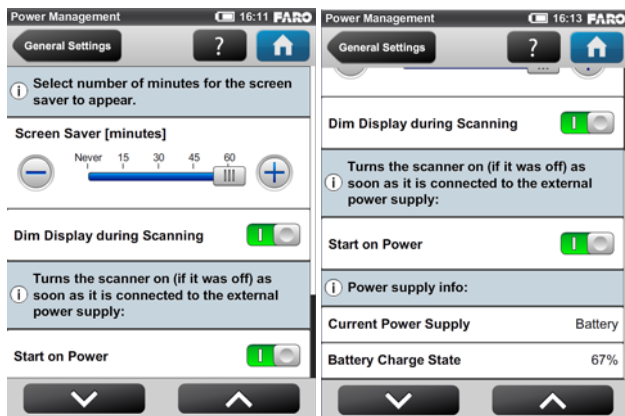 Power Management 16:11 FARO
General Settings ?
Select number of minutes for the screen
saver to appear.
Screen Saver [minutes]
Never 15 30 45 60
Dim Display during Scanning
Turns the scanner on (if it was off) as
soon as it is connected to the external
power supply:
Start on Power
Power Management 16:13 FARO
General Settings ?
Dim Display during Scanning
Turns the scanner on (if it was off) as
soon as it is connected to the external
power supply:
Start on Power
Power supply info:
Current Power Supply Battery
Battery Charge State 67%